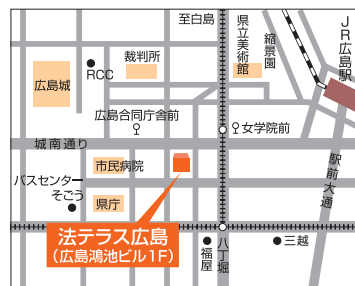 至白島
県立美術館
縮景園
JR広島駅
裁判所
RCC
広島城
広島合同庁舎前
女学院前
城南通り
市民病院
バスセンター
そごう
県庁
駅前大通
法テラス広島
(広島鴻池ビル1F)
福屋
八丁堀
三越